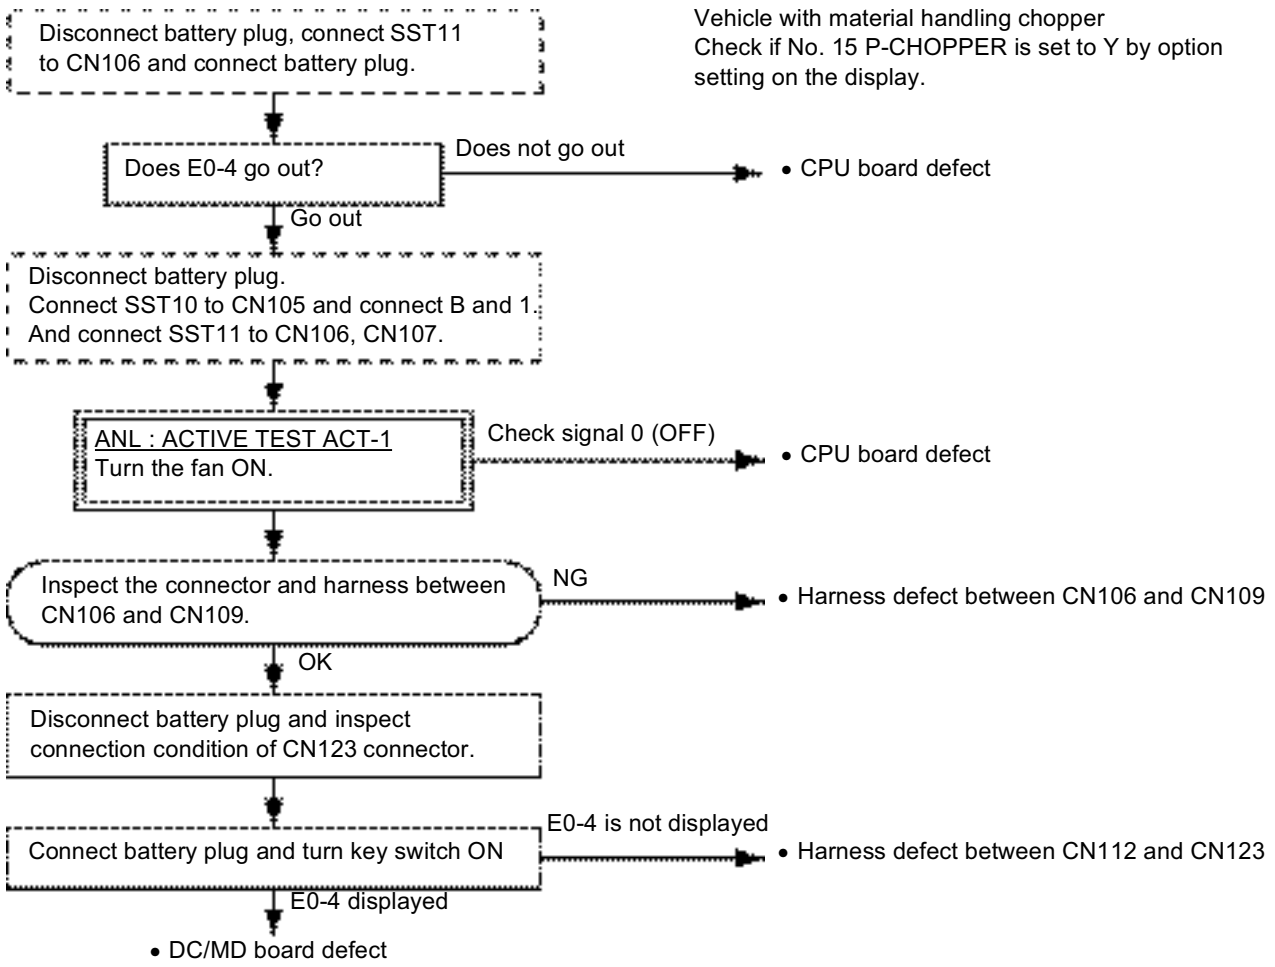 Disconnect battery plug, connect SST11
to CN106 and connect battery plug.
Vehicle with material handling chopper
Check if No. 15 P-CHOPPER is set to Y by option
setting on the display.
Does E0-4 go out?
Does not go out
• CPU board defect
Go out
Disconnect battery plug.
Connect SST10 to CN105 and connect B and 1.
And connect SST11 to CN106, CN107.
ANL : ACTIVE TEST ACT-1
Turn the fan ON.
Check signal 0 (OFF)
• CPU board defect
Inspect the connector and harness between
CN106 and CN109.
NG
• Harness defect between CN106 and CN109
OK
Disconnect battery plug and inspect
connection condition of CN123 connector.
Connect battery plug and turn key switch ON
E0-4 is not displayed
• Harness defect between CN112 and CN123
E0-4 displayed
• DC/MD board defect